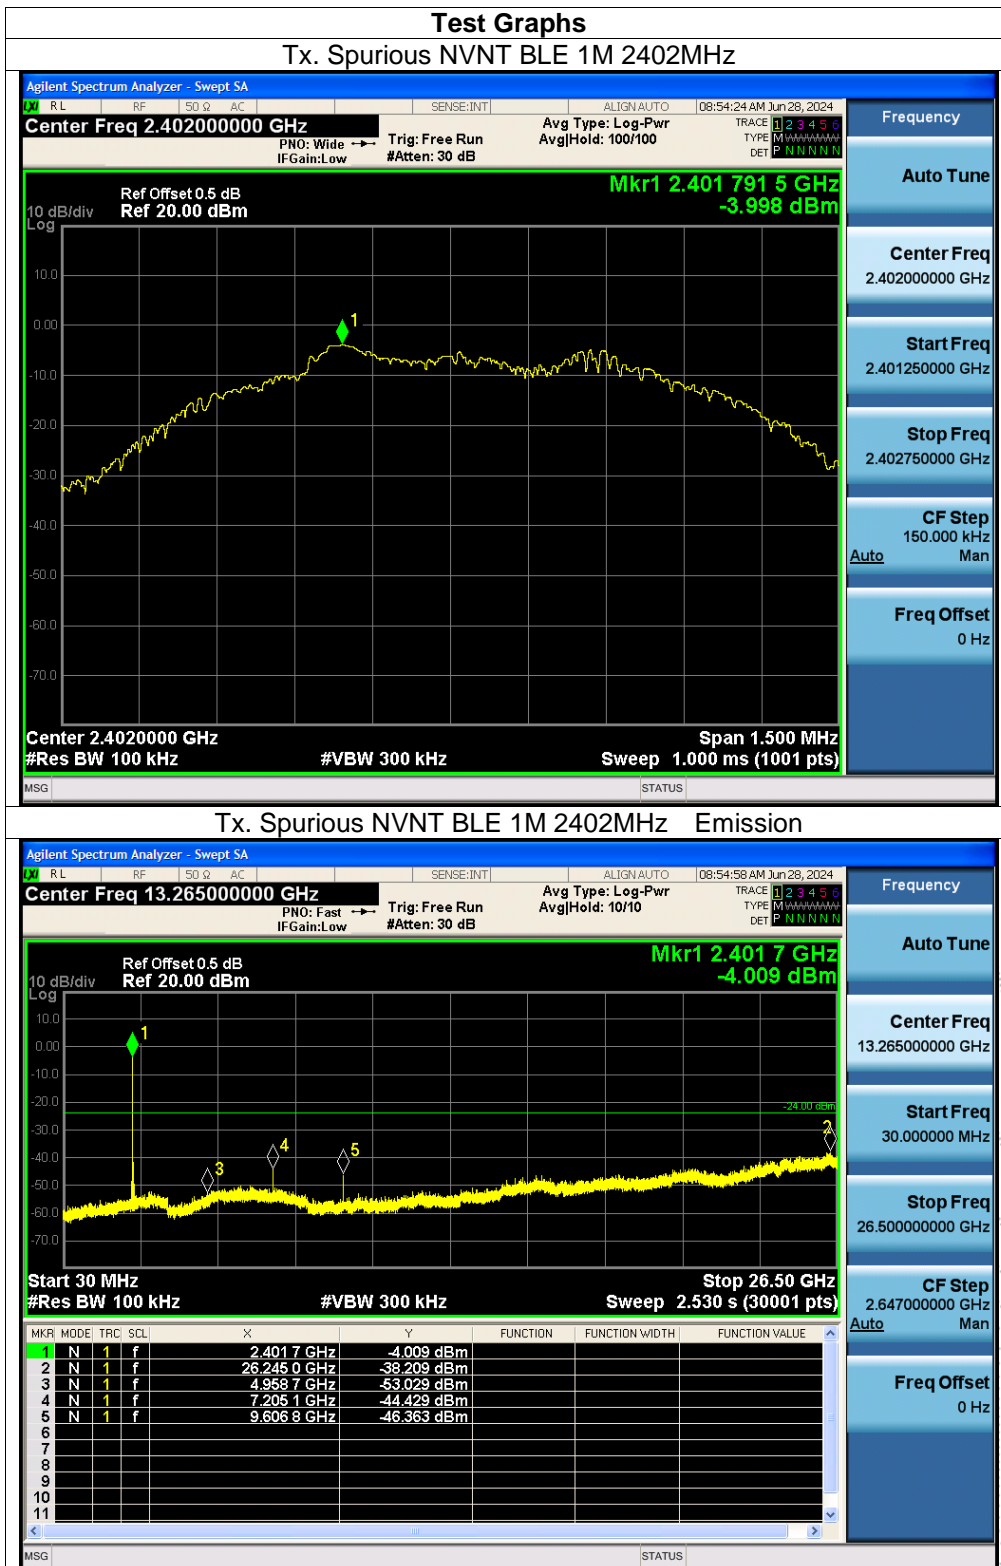 Test Graphs
Tx. Spurious NVNT BLE 1M 2402MHz
Agilent Spectrum Analyzer - Swept SA
LXI RL RF 50 Ω AC SENSE:INT ALIGN AUTO 08:54:24 AM Jun 28, 2024
Center Freq 2.402000000 GHz
PNO: Wide
IFGain:Low
Trig: Free Run
#Atten: 30 dB
Avg Type: Log-Pwr
Avg|Hold: 100/100
TRACE 1 2 3 4 5 6
TYPE M
DET P N N N N N
Ref Offset 0.5 dB
10 dB/div Ref 20.00 dBm
Log
Mkr1 2.401 791 5 GHz
-3.998 dBm
10.0
0.00
1
-10.0
-20.0
-30.0
-40.0
-50.0
-60.0
-70.0
Center 2.4020000 GHz Span 1.500 MHz
#Res BW 100 kHz #VBW 300 kHz Sweep 1.000 ms (1001 pts)
MSG STATUS
Frequency
Auto Tune
Center Freq
2.402000000 GHz
Start Freq
2.401250000 GHz
Stop Freq
2.402750000 GHz
CF Step
150.000 kHz
Auto Man
Freq Offset
0 Hz
Tx. Spurious NVNT BLE 1M 2402MHz Emission
Agilent Spectrum Analyzer - Swept SA
LXI RL RF 50 Ω AC SENSE:INT ALIGN AUTO 08:54:58 AM Jun 28, 2024
Center Freq 13.265000000 GHz
PNO: Fast
IFGain:Low
Trig: Free Run
#Atten: 30 dB
Avg Type: Log-Pwr
Avg|Hold: 10/10
TRACE 1 2 3 4 5 6
TYPE M
DET P N N N N N
Ref Offset 0.5 dB
10 dB/div Ref 20.00 dBm
Log
Mkr1 2.401 7 GHz
-4.009 dBm
10.0
1
0.00
-10.0
-20.0
-24.00 dBm
-30.0
2
4
5
-40.0
3
-50.0
-60.0
-70.0
Start 30 MHz Stop 26.50 GHz
#Res BW 100 kHz #VBW 300 kHz Sweep 2.530 s (30001 pts)
MKR MODE TRC SCL X Y FUNCTION FUNCTION WIDTH FUNCTION VALUE
1 N 1 f 2.401 7 GHz -4.009 dBm
2 N 1 f 26.245 0 GHz -38.209 dBm
3 N 1 f 4.958 7 GHz -53.029 dBm
4 N 1 f 7.205 1 GHz -44.429 dBm
5 N 1 f 9.606 8 GHz -46.363 dBm
6
7
8
9
10
11
MSG STATUS
Frequency
Auto Tune
Center Freq
13.265000000 GHz
Start Freq
30.000000 MHz
Stop Freq
26.500000000 GHz
CF Step
2.647000000 GHz
Auto Man
Freq Offset
0 Hz